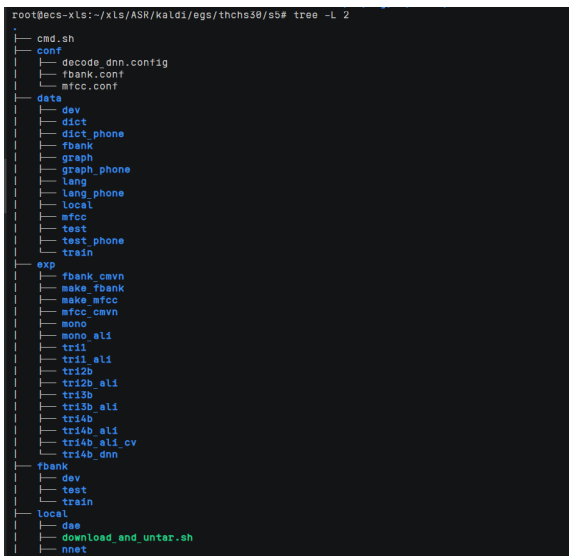 root@ecs-xls:~/xls/ASR/kaldi/egs/thchs30/s5# tree -L 2
.
├── cmd.sh
├── conf
│   ├── decode_dnn.config
│   ├── fbank.conf
│   └── mfcc.conf
├── data
│   ├── dev
│   ├── dict
│   ├── dict_phone
│   ├── fbank
│   ├── graph
│   ├── graph_phone
│   ├── lang
│   ├── lang_phone
│   ├── local
│   ├── mfcc
│   ├── test
│   ├── test_phone
│   └── train
├── exp
│   ├── fbank_cmvn
│   ├── make_fbank
│   ├── make_mfcc
│   ├── mfcc_cmvn
│   ├── mono
│   ├── mono_ali
│   ├── tri1
│   ├── tri1_ali
│   ├── tri2b
│   ├── tri2b_ali
│   ├── tri3b
│   ├── tri3b_ali
│   ├── tri4b
│   ├── tri4b_ali
│   ├── tri4b_ali_cv
│   └── tri4b_dnn
├── fbank
│   ├── dev
│   ├── test
│   └── train
├── local
│   ├── dae
│   ├── download_and_untar.sh
│   ├── nnet